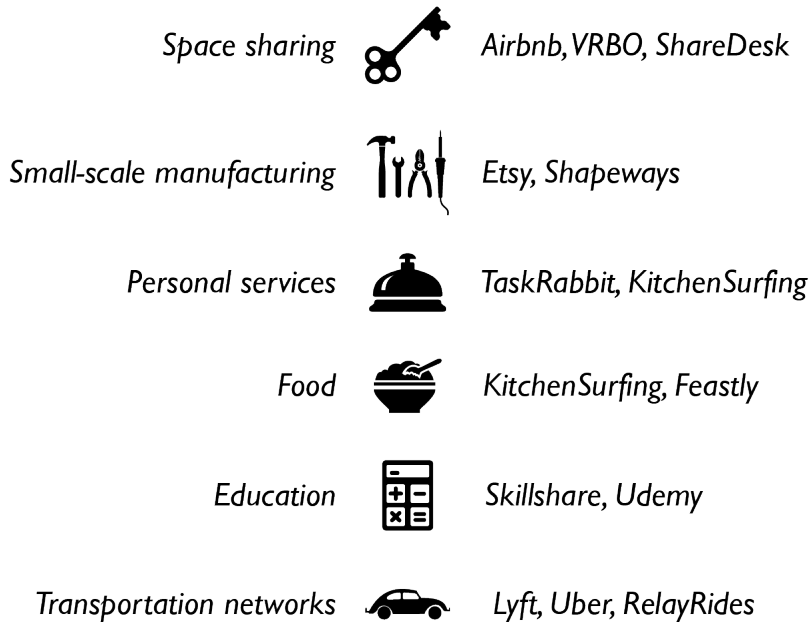 Space sharing Airbnb, VRBO, ShareDesk
Small-scale manufacturing Etsy, Shapeways
Personal services TaskRabbit, KitchenSurfing
Food KitchenSurfing, Feastly
Education Skillshare, Udemy
Transportation networks Lyft, Uber, RelayRides